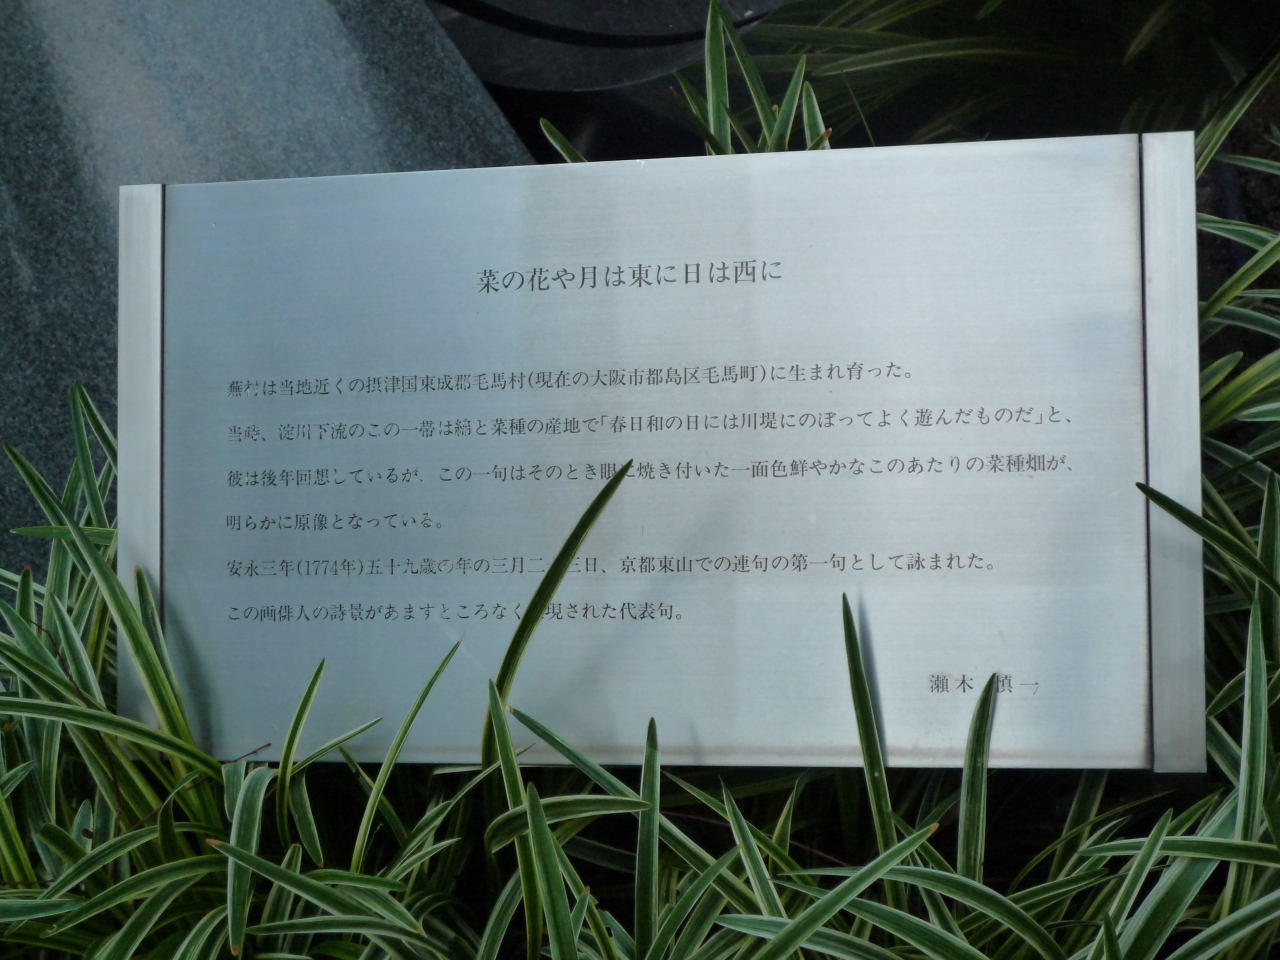 菜の花や月は東に日は西に
蕪村は当地近くの摂津国東成郡毛馬村(現在の大阪市都島区毛馬町)に生まれ育った。
当時、淀川下流のこの一帯は綿と菜種の産地で「春日和の日には川堤にのぼってよく遊んだものだ」と、
彼は後年回想しているが、この一句はそのとき眼 焼き付いた一面色鮮やかなこのあたりの菜種畑が、
明らかに原像となっている。
安永三年(1774年)五十九歳の年の三月二 三日、京都東山での連句の第一句として詠まれた。
この画俳人の詩景があますところなく 現された代表句。
瀬木 慎一